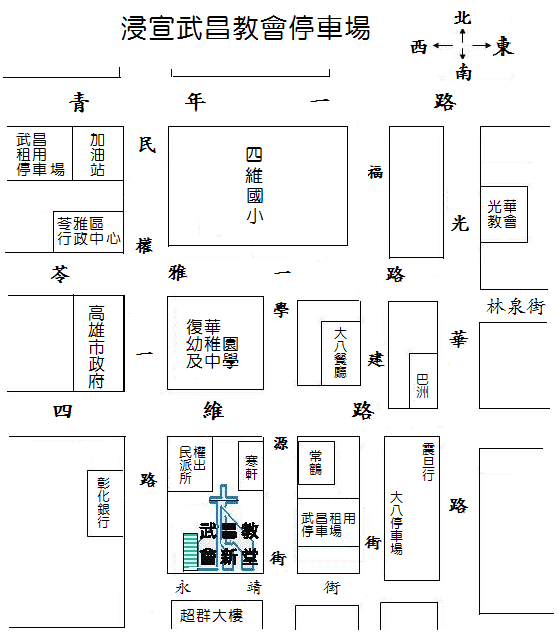 浸宣武昌教會停車場
北
西 東
南
青年一路
武昌
租用
停車場
加
油
站
民
四
維
國
小
福
光
光華
教會
苓雅區
行政中心
權
苓雅一路
林泉街
高
雄
市
政
府
一
復華
幼稚園
及中學
學
大
八
餐
廳
建
巴
洲
華
四維路
彰
化
銀
行
路
權出
民派所
寒
軒
源
常
鶴
震
旦
行
大
八
停
車
場
路
武昌教
會新堂
街
武昌租用
停車場
街
永靖街
超群大樓